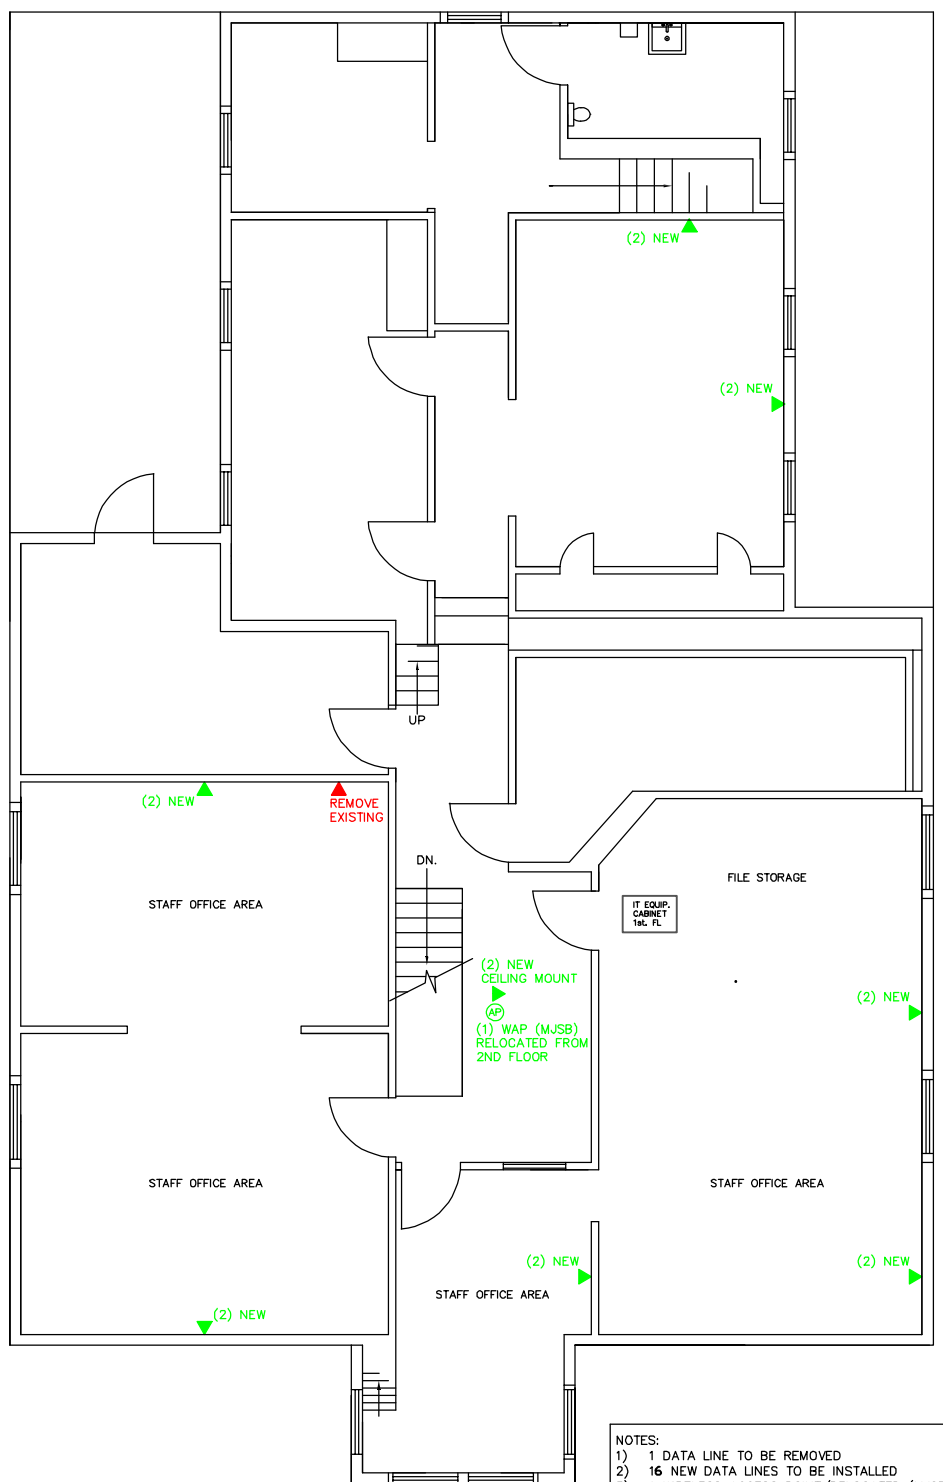 (2) NEW
(2) NEW
UP
(2) NEW
REMOVE
EXISTING
DN.
FILE STORAGE
STAFF OFFICE AREA
IT EQUIP.
CABINET
1st. FL
(2) NEW
CEILING MOUNT
AP
(1) WAP (MJSB)
RELOCATED FROM
2ND FLOOR
(2) NEW
STAFF OFFICE AREA
STAFF OFFICE AREA
(2) NEW
(2) NEW
STAFF OFFICE AREA
(2) NEW
NOTES:
1) 1 DATA LINE TO BE REMOVED
2) 16 NEW DATA LINES TO BE INSTALLED